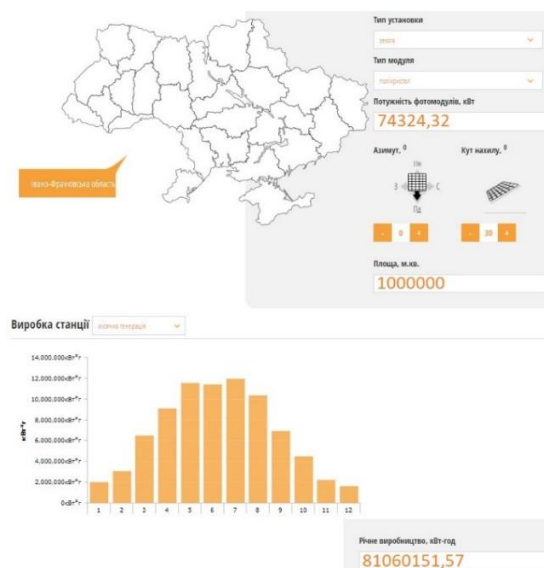 Тип установки
земля
Тип модуля
полікристал
Потужність фотомодулів, кВт
74324,32
Азимут, 0
Кут нахилу, 0
Пн
З
С
Пд
- 0 +
- 30 +
Площа, м.кв.
1000000
Івано-Франківська область
Виробка станції
місячна генерація
14.000.000кВт*г
12.000.000кВт*г
10.000.000кВт*г
8.000.000кВт*г
6.000.000кВт*г
4.000.000кВт*г
2.000.000кВт*г
0кВт*г
кВт*г
1 2 3 4 5 6 7 8 9 10 11 12
Річне виробництво, кВт-год
81060151,57